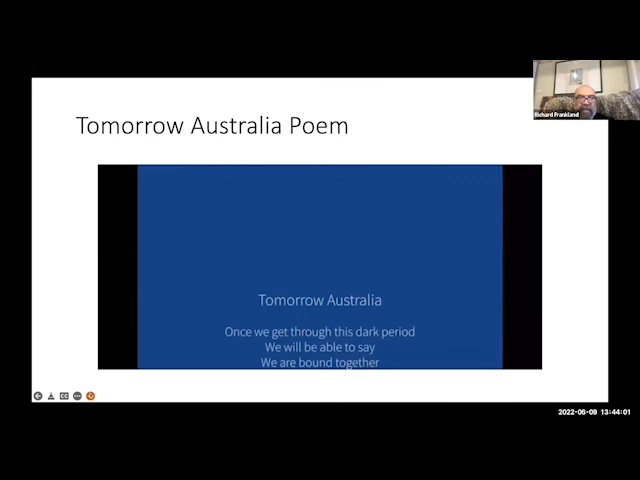 Tomorrow Australia Poem
Richard Frankland
Tomorrow Australia
Once we get through this dark period
We will be able to say
We are bound together
CC
2022-06-09 13:44:01